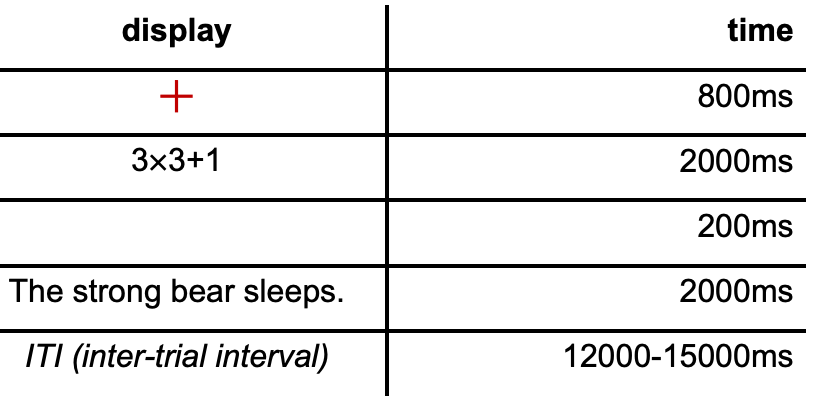 display time
800ms
3×3+1 2000ms
200ms
The strong bear sleeps. 2000ms
ITI (inter-trial interval) 12000-15000ms